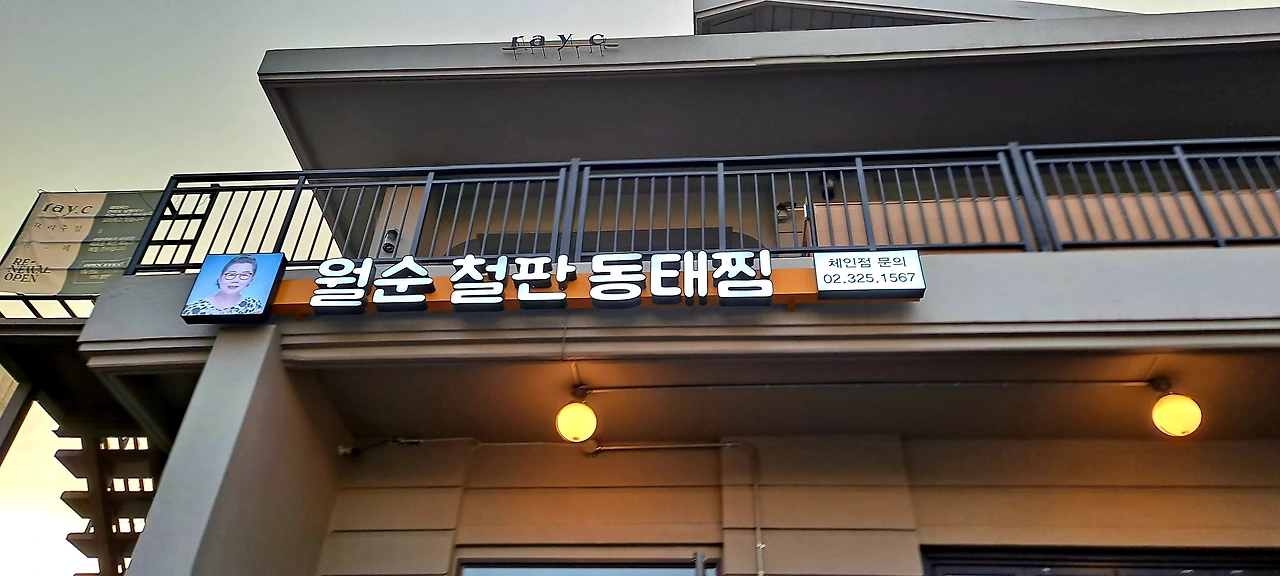 ray.c
월순 철판 동태찜
체인점 문의
02.325.1567
ray.c
RE-
NEWAL
OPEN